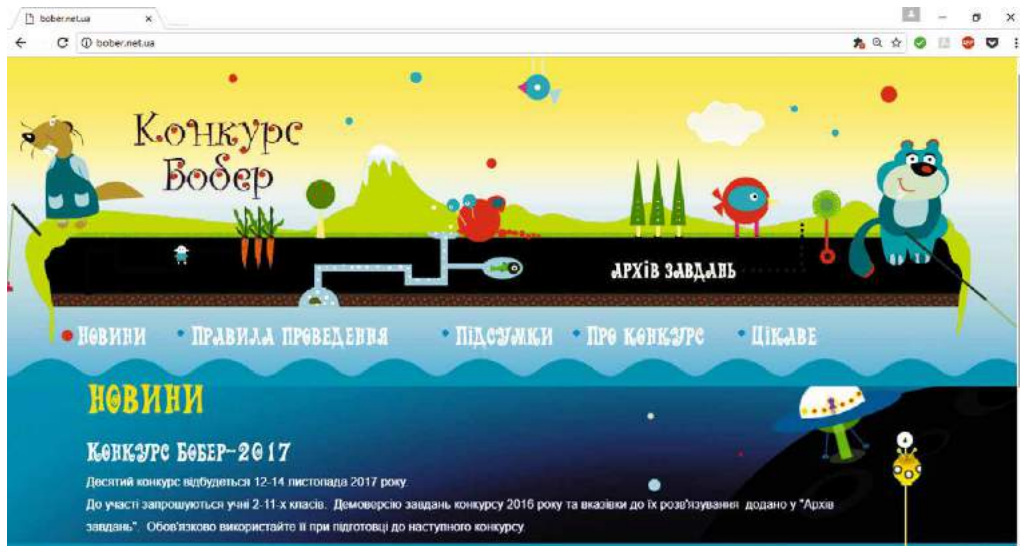 bober.net.ua
bober.net.ua
Конкурс
Бобер
АРХІВ ЗАВДАНЬ
НОВИНИ ПРАВИЛА ПРОВЕДЕННЯ ПІДСУМКИ ПРО КОНКУРС ЦІКАВЕ
НОВИНИ
КОНКУРС БОБЕР-2017
Десятий конкурс відбудеться 12-14 листопада 2017 року.
До участі запрошуються учні 2-11-х класів. Демоверсію завдань конкурсу 2016 року та вказівки до їх розв'язування додано у "Архів
завдань". Обов'язково використайте її при підготовці до наступного конкурсу.